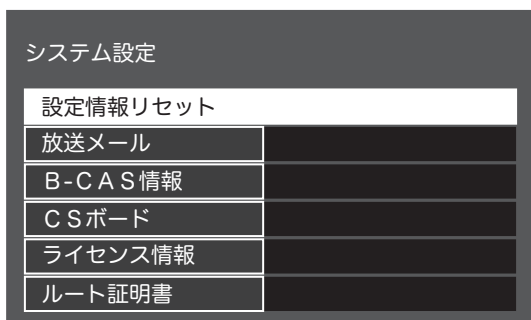 システム設定
設定情報リセット
放送メール
B-CAS情報
CSボード
ライセンス情報
ルート証明書